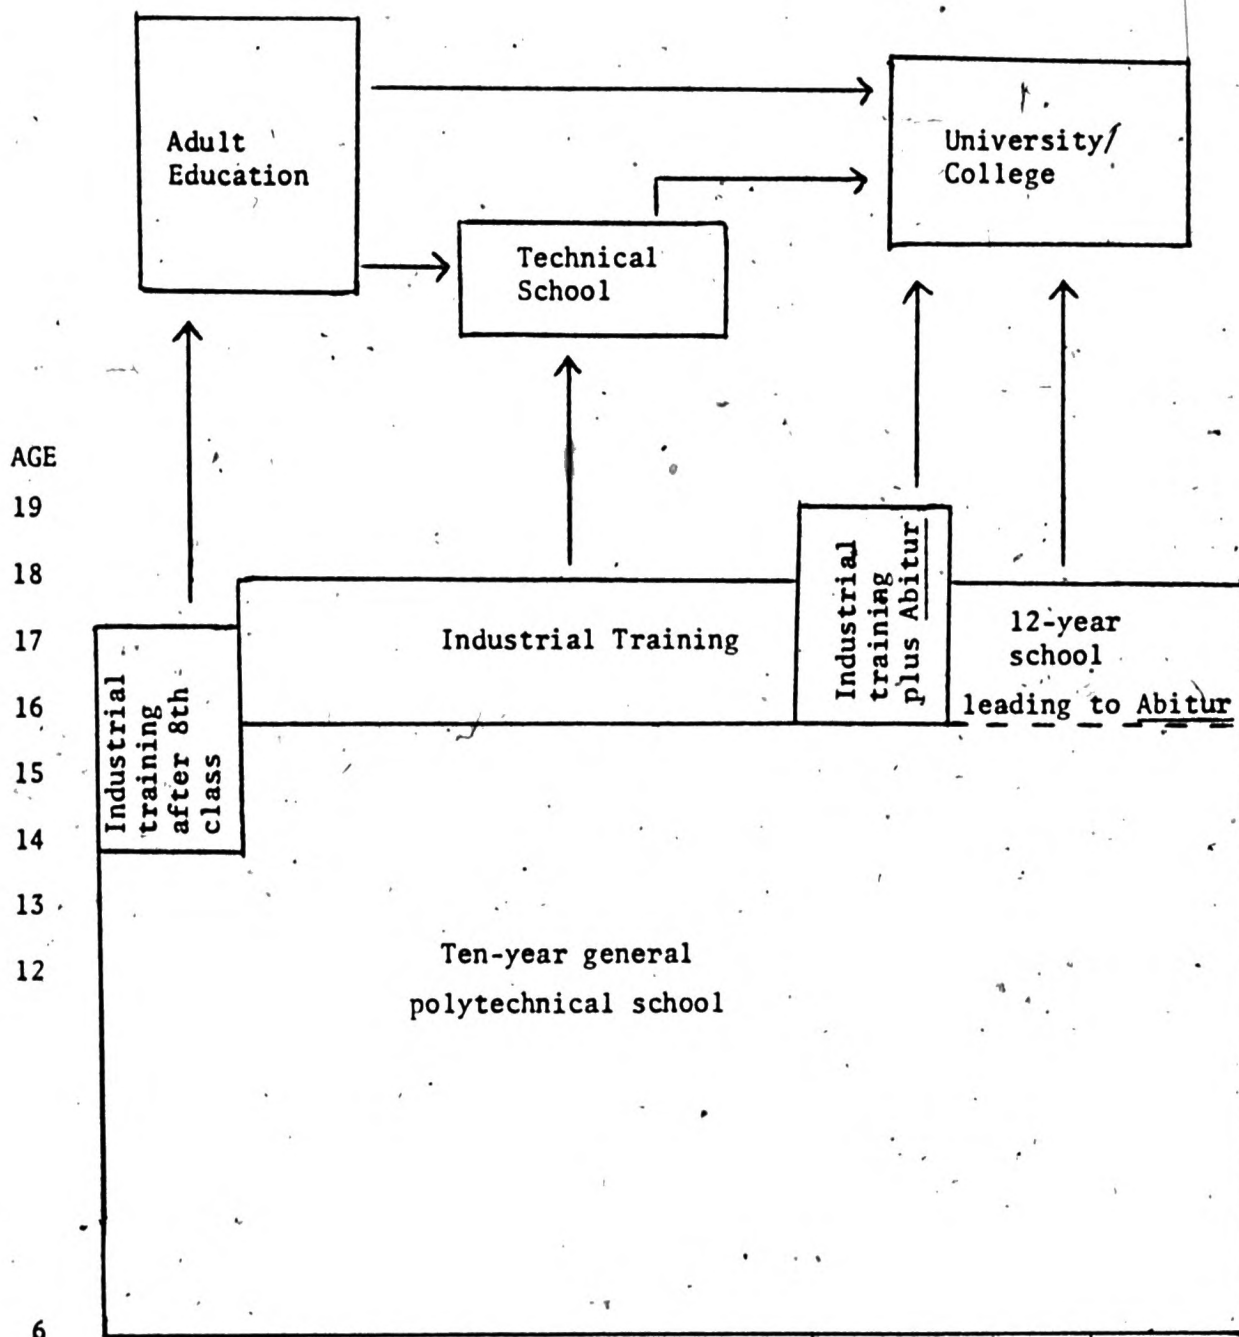 Adult
Education
University/
College
Technical
School
AGE
19
18
17
16
15
14
13
12
6
Industrial
training
after 8th
class
Industrial Training
Industrial
training
plus Abitur
12-year
school
leading to Abitur
Ten-year general
polytechnical school